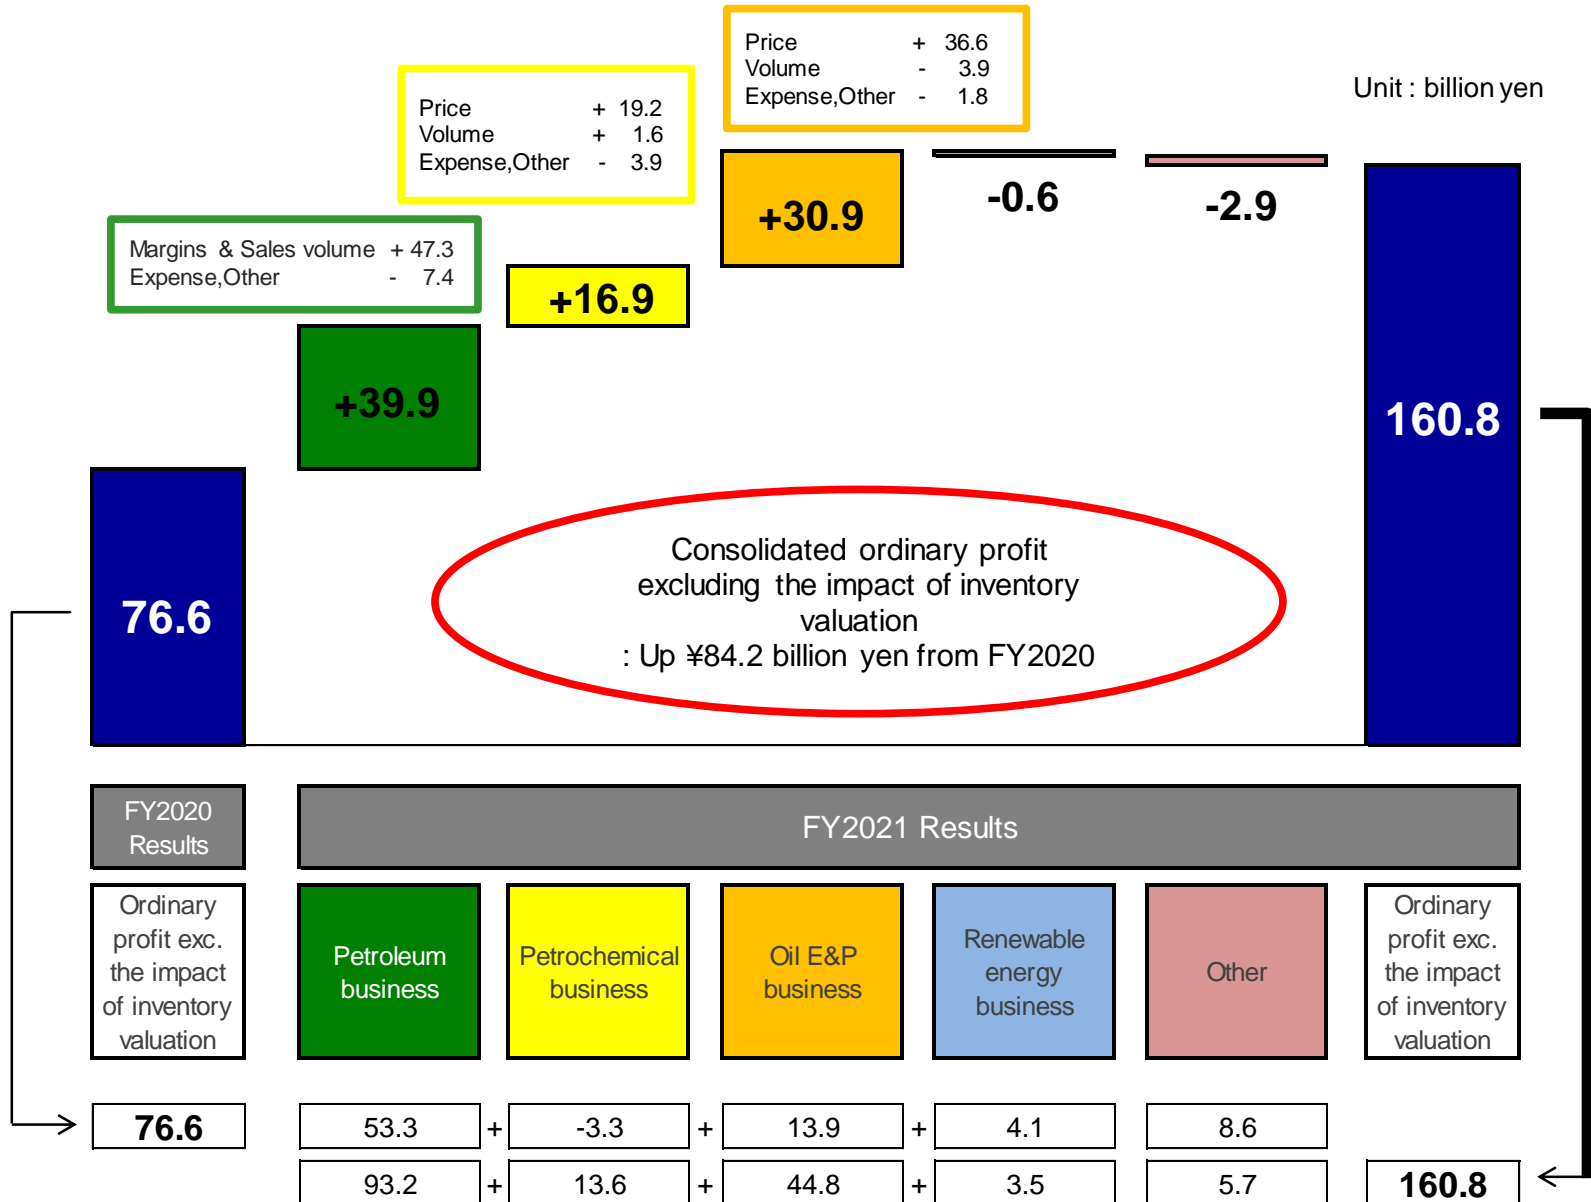 Price + 36.6
Volume - 3.9
Expense,Other - 1.8
Unit : billion yen
Price + 19.2
Volume + 1.6
Expense,Other - 3.9
Margins & Sales volume + 47.3
Expense,Other - 7.4
+39.9
+16.9
+30.9
-0.6
-2.9
160.8
76.6
Consolidated ordinary profit
excluding the impact of inventory
valuation
: Up ¥84.2 billion yen from FY2020
FY2020
Results
FY2021 Results
Ordinary
profit exc.
the impact
of inventory
valuation
Petroleum
business
Petrochemical
business
Oil E&P
business
Renewable
energy
business
Other
Ordinary
profit exc.
the impact
of inventory
valuation
76.6 53.3 + -3.3 + 13.9 + 4.1 8.6
93.2 + 13.6 + 44.8 + 3.5 5.7 160.8